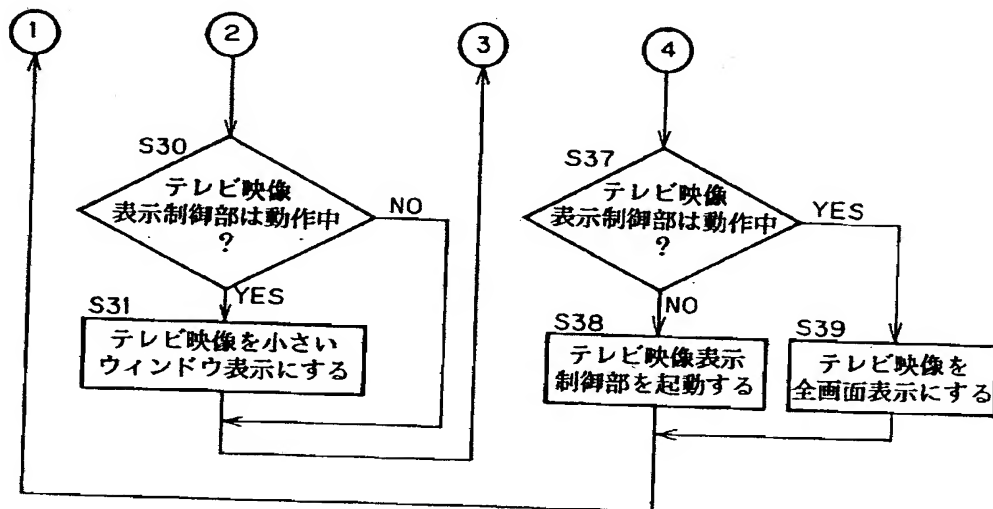 1
2
3
4
S30
テレビ映像
表示制御部は動作中
?
NO
YES
S31
テレビ映像を小さい
ウィンドウ表示にする
S37
テレビ映像
表示制御部は動作中
?
YES
NO
S38
テレビ映像表示
制御部を起動する
S39
テレビ映像を
全画面表示にする